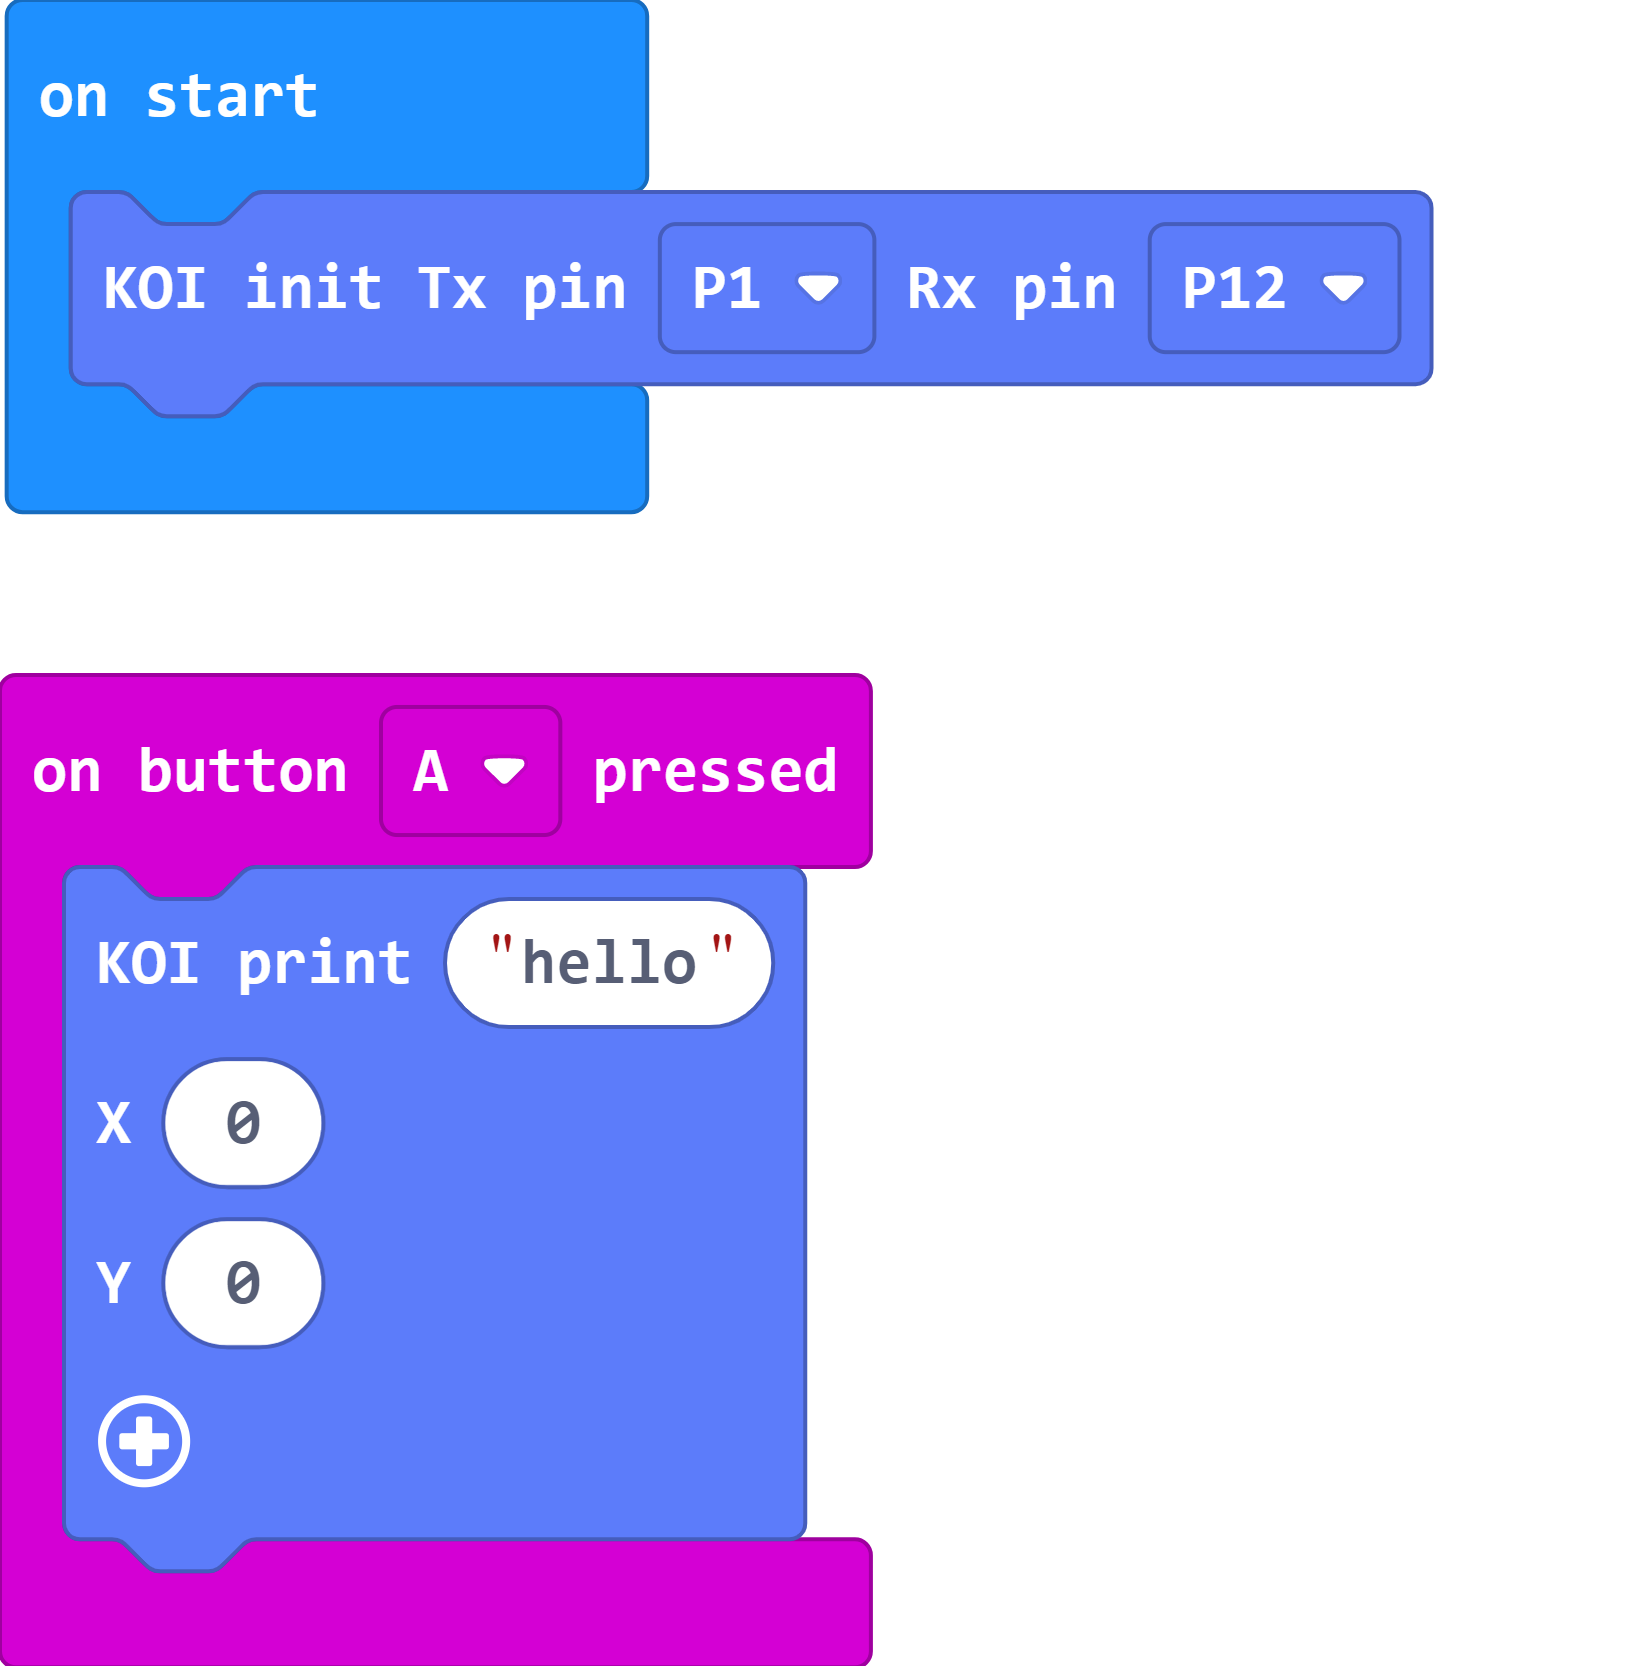 on start
KOI init Tx pin P1 Rx pin P12
on button A pressed
KOI print "hello"
X 0
Y 0